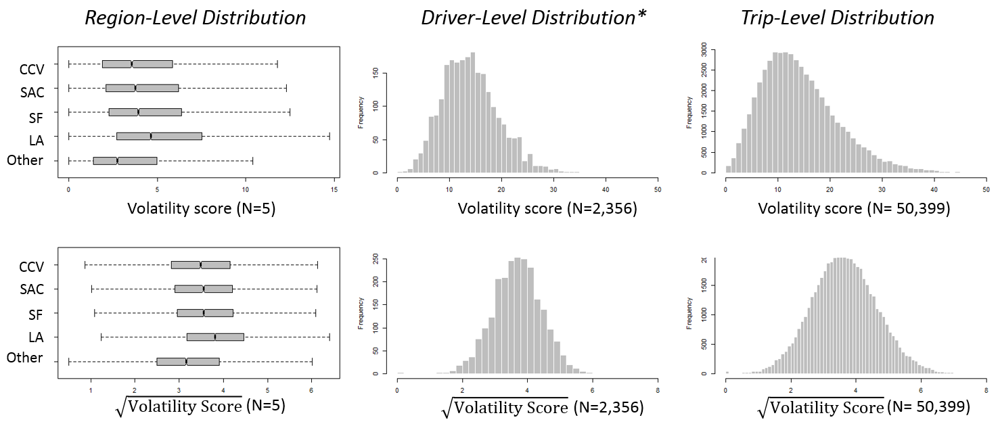 Region-Level Distribution
Driver-Level Distribution*
Trip-Level Distribution
CCV
SAC
SF
LA
Other
0 5 10 15
Volatility score (N=5)
Frequency
0 50 100 150
0 10 20 30 40 50
Volatility score (N=2,356)
Frequency
0 500 1000 1500 2000 2500 3000
0 10 20 30 40 50
Volatility score (N= 50,399)
CCV
SAC
SF
LA
Other
1 2 3 4 5 6
√Volatility Score (N=5)
Frequency
0 50 100 150 200 250
0 2 4 6 8
√Volatility Score (N=2,356)
Frequency
0 500 1000 1500 20
0 2 4 6 8
√Volatility Score (N= 50,399)